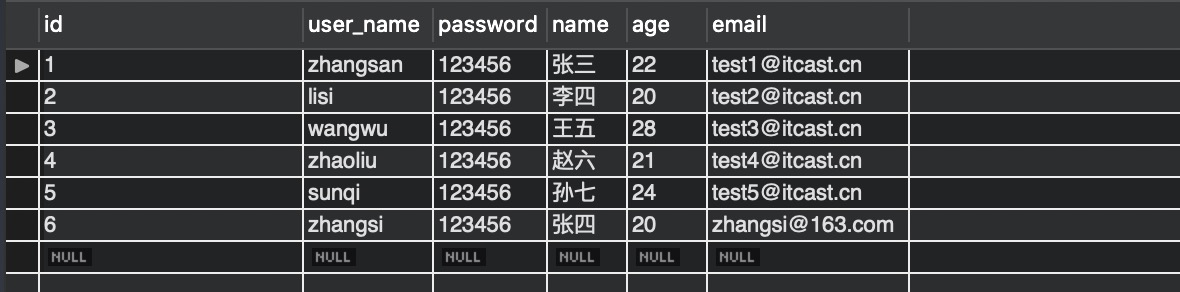 id user_name password name age email
1 zhangsan 123456 张三 22 test1@itcast.cn
2 lisi 123456 李四 20 test2@itcast.cn
3 wangwu 123456 王五 28 test3@itcast.cn
4 zhaoliu 123456 赵六 21 test4@itcast.cn
5 sunqi 123456 孙七 24 test5@itcast.cn
6 zhangsi 123456 张四 20 zhangsi@163.com
NULL NULL NULL NULL NULL NULL